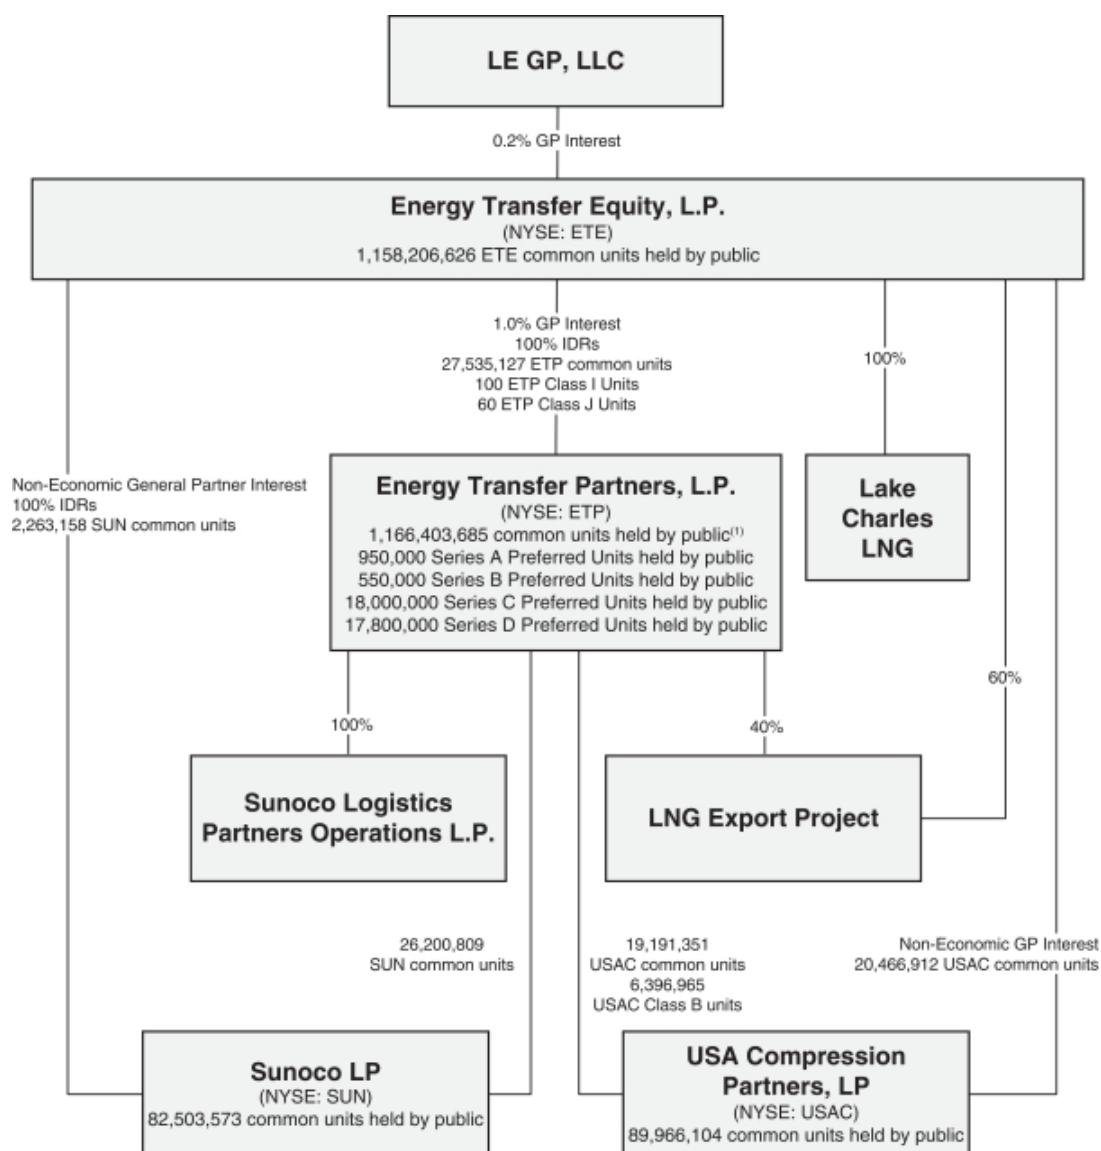 LE GP, LLC
0.2% GP Interest
Energy Transfer Equity, L.P.
(NYSE: ETE)
1,158,206,626 ETE common units held by public
1.0% GP Interest
100% IDRs
27,535,127 ETP common units
100 ETP Class I Units
60 ETP Class J Units
100%
Non-Economic General Partner Interest
100% IDRs
2,263,158 SUN common units
Energy Transfer Partners, L.P.
(NYSE: ETP)
1,166,403,685 common units held by public(1)
950,000 Series A Preferred Units held by public
550,000 Series B Preferred Units held by public
18,000,000 Series C Preferred Units held by public
17,800,000 Series D Preferred Units held by public
Lake
Charles
LNG
60%
100%
40%
Sunoco Logistics
Partners Operations L.P.
LNG Export Project
26,200,809
SUN common units
19,191,351
USAC common units
6,396,965
USAC Class B units
Non-Economic GP Interest
20,466,912 USAC common units
Sunoco LP
(NYSE: SUN)
82,503,573 common units held by public
USA Compression
Partners, LP
(NYSE: USAC)
89,966,104 common units held by public